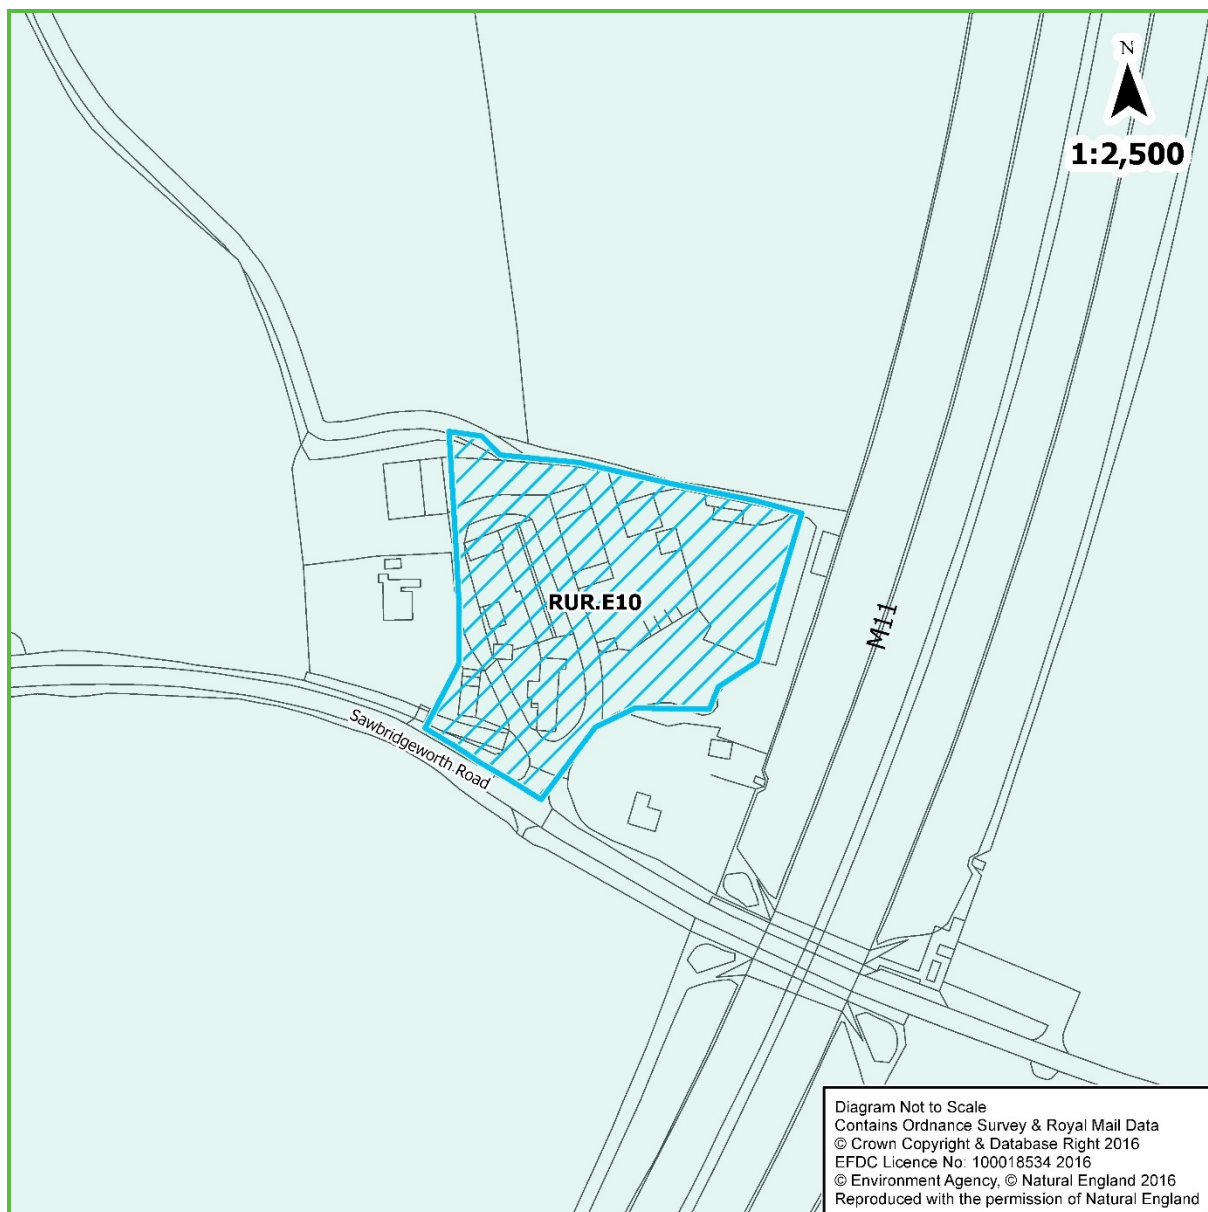 N
1:2,500
RUR.E10
M11
Sawbridgeworth Road
Diagram Not to Scale
Contains Ordnance Survey & Royal Mail Data
© Crown Copyright & Database Right 2016
EFDC Licence No: 100018534 2016
© Environment Agency, © Natural England 2016
Reproduced with the permission of Natural England